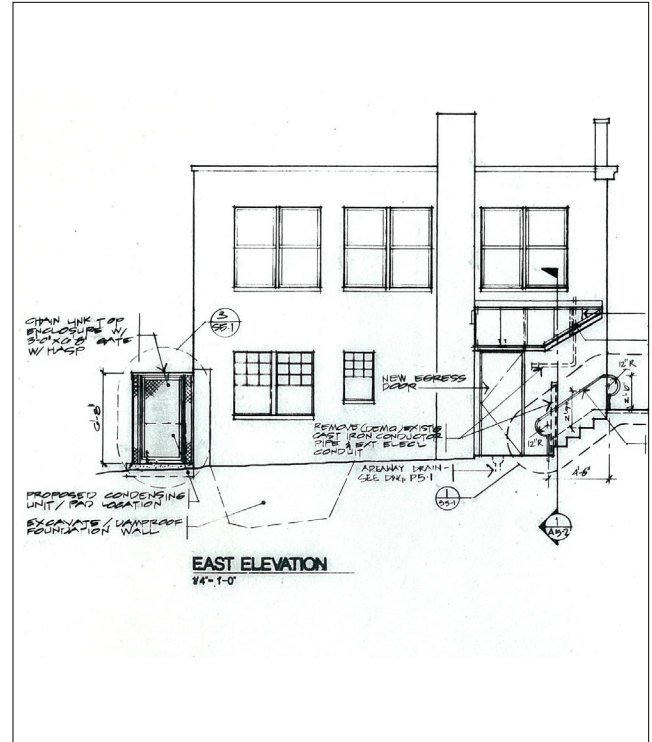 CHAIN LINK TOP
ENCLOSURE W/
3'-0"X6'8" GATE
W/ HASP
3
S5.1
6'-8"
PROPOSED CONDENSING
UNIT / PAD LOCATION
EXCAVATE / DAMPROOF
FOUNDATION WALL
NEW EGRESS
DOOR
REMOVE (DEMO) EXIST'G
CAST IRON CONDUCTOR
PIPE & EXT ELEC'L
CONDUIT
AREAWAY DRAIN -
SEE DWG P5.1
1
S5.1
12"R
12"R
4'-6"
1
A5.2
EAST ELEVATION
1/4"= 1'-0"